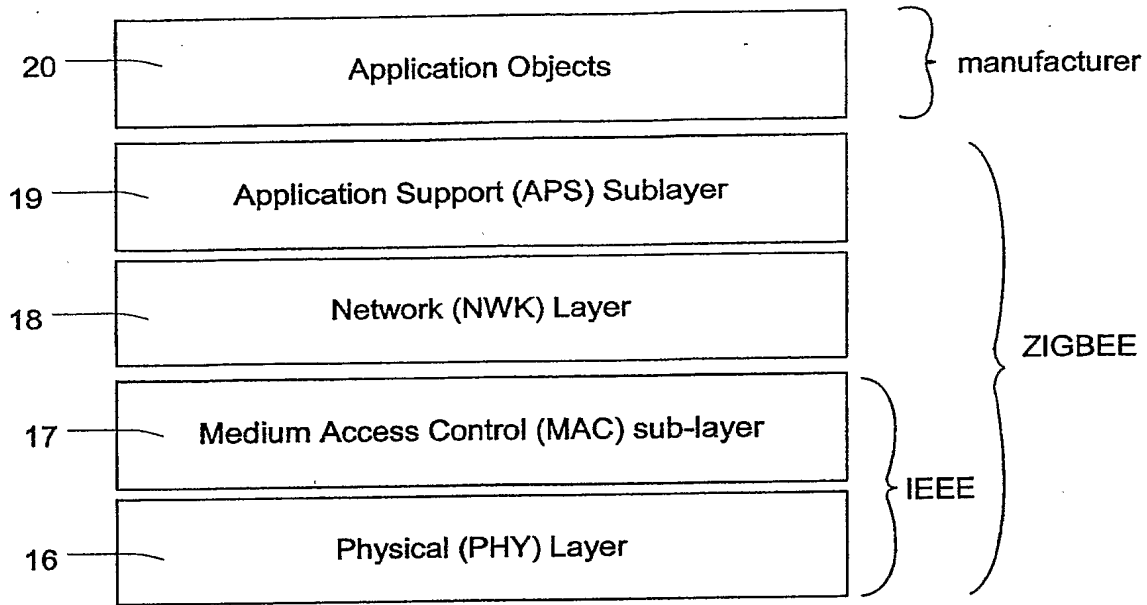 20
Application Objects
manufacturer
19
Application Support (APS) Sublayer
18
Network (NWK) Layer
ZIGBEE
17
Medium Access Control (MAC) sub-layer
IEEE
16
Physical (PHY) Layer